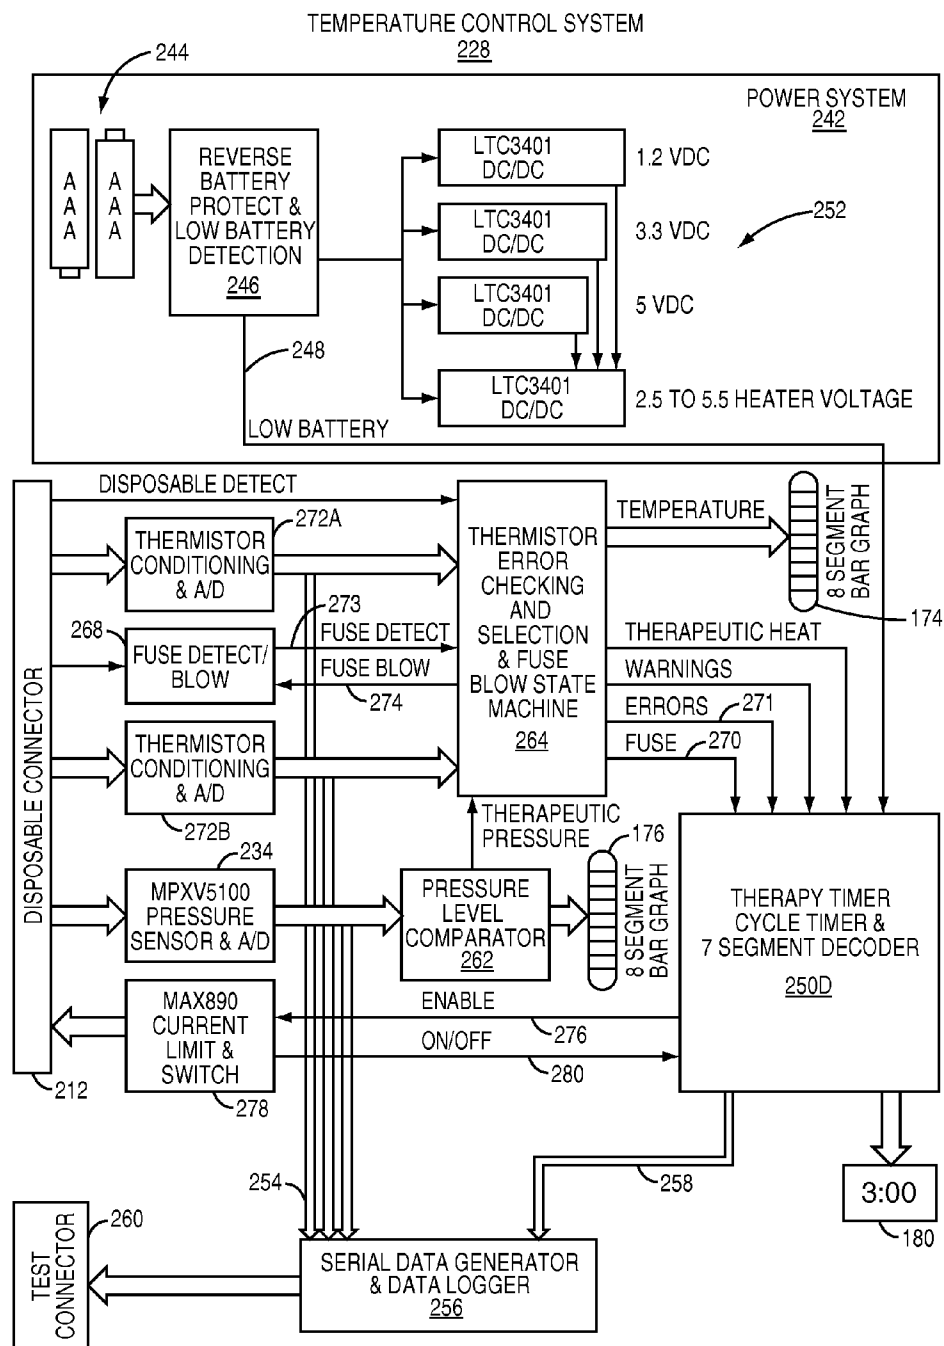 TEMPERATURE CONTROL SYSTEM
228
244
POWER SYSTEM
242
AAA
AAA
REVERSE
BATTERY
PROTECT &
LOW BATTERY
DETECTION
246
LTC3401
DC/DC
1.2 VDC
LTC3401
DC/DC
3.3 VDC
252
LTC3401
DC/DC
5 VDC
LTC3401
DC/DC
2.5 TO 5.5 HEATER VOLTAGE
248
LOW BATTERY
DISPOSABLE CONNECTOR
212
DISPOSABLE DETECT
272A
THERMISTOR
CONDITIONING
& A/D
268
273
FUSE DETECT/
BLOW
FUSE DETECT
FUSE BLOW
274
THERMISTOR
CONDITIONING
& A/D
272B
THERMISTOR
ERROR
CHECKING
AND
SELECTION
& FUSE
BLOW STATE
MACHINE
264
TEMPERATURE
8 SEGMENT
BAR GRAPH
174
THERAPEUTIC HEAT
WARNINGS
ERRORS
271
FUSE
270
THERAPEUTIC
PRESSURE
234
MPXV5100
PRESSURE
SENSOR & A/D
PRESSURE
LEVEL
COMPARATOR
262
176
8 SEGMENT
BAR GRAPH
THERAPY TIMER
CYCLE TIMER &
7 SEGMENT DECODER
250D
MAX890
CURRENT
LIMIT &
SWITCH
278
ENABLE
276
ON/OFF
280
254
258
3:00
180
260
TEST
CONNECTOR
SERIAL DATA GENERATOR
& DATA LOGGER
256